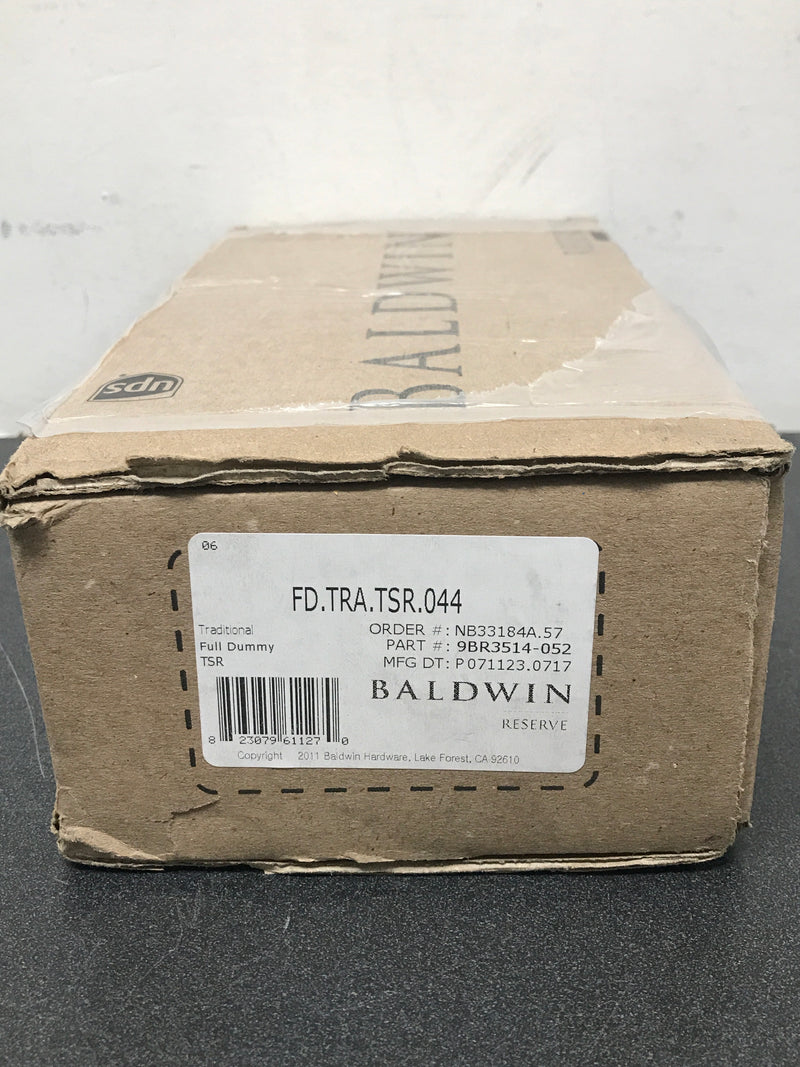 BALDWIN
ups
06
FD.TRA.TSR.044
Traditional
Full Dummy
TSR
ORDER #: NB33184A.57
PART #: 9BR3514-052
MFG DT: P071123.0717
BALDWIN
RESERVE
8 23079 61127 0
Copyright 2011 Baldwin Hardware, Lake Forest, CA 92610